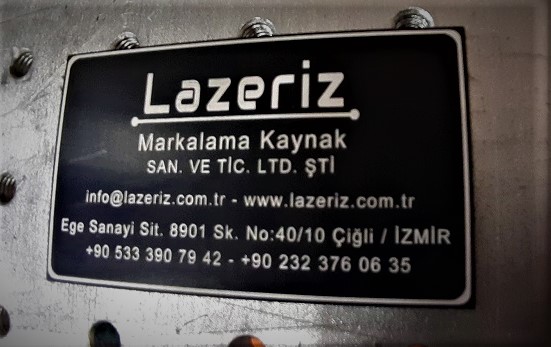 Lazeriz
Markalama Kaynak
SAN. VE TİC. LTD. ŞTİ
info@lazeriz.com.tr - www.lazeriz.com.tr
Ege Sanayi Sit. 8901 Sk. No:40/10 Çiğli / İZMİR
+90 533 390 79 42 - +90 232 376 06 35